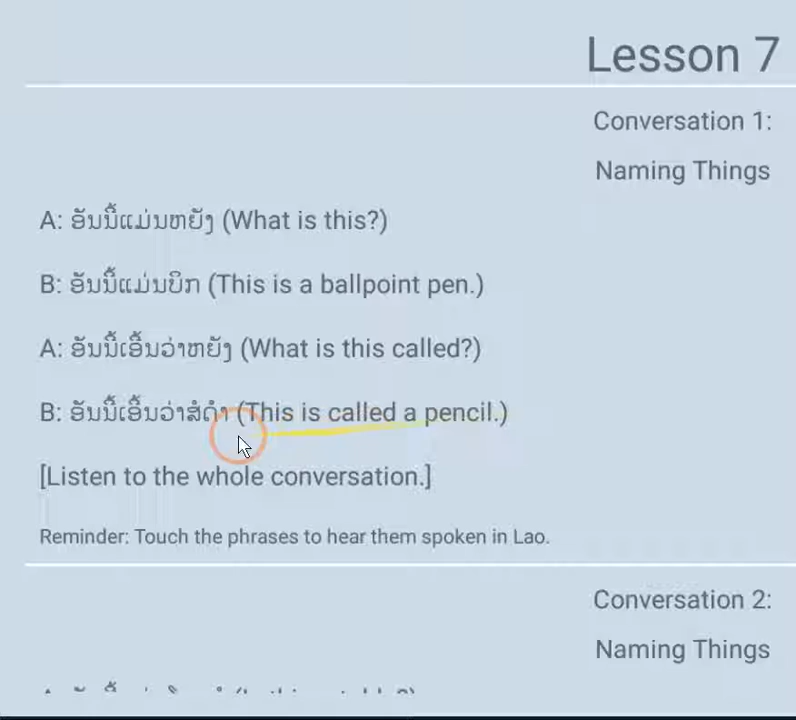 Lesson 7
Conversation 1:
Naming Things
A: ອັນນີ້ແມ່ນຫຍັງ (What is this?)
B: ອັນນີ້ແມ່ນບິກ (This is a ballpoint pen.)
A: ອັນນີ້ເອີ້ນວ່າຫຍັງ (What is this called?)
B: ອັນນີ້ເອີ້ນວ່າສໍດຳ (This is called a pencil.)
[Listen to the whole conversation.]
Reminder: Touch the phrases to hear them spoken in Lao.
Conversation 2:
Naming Things